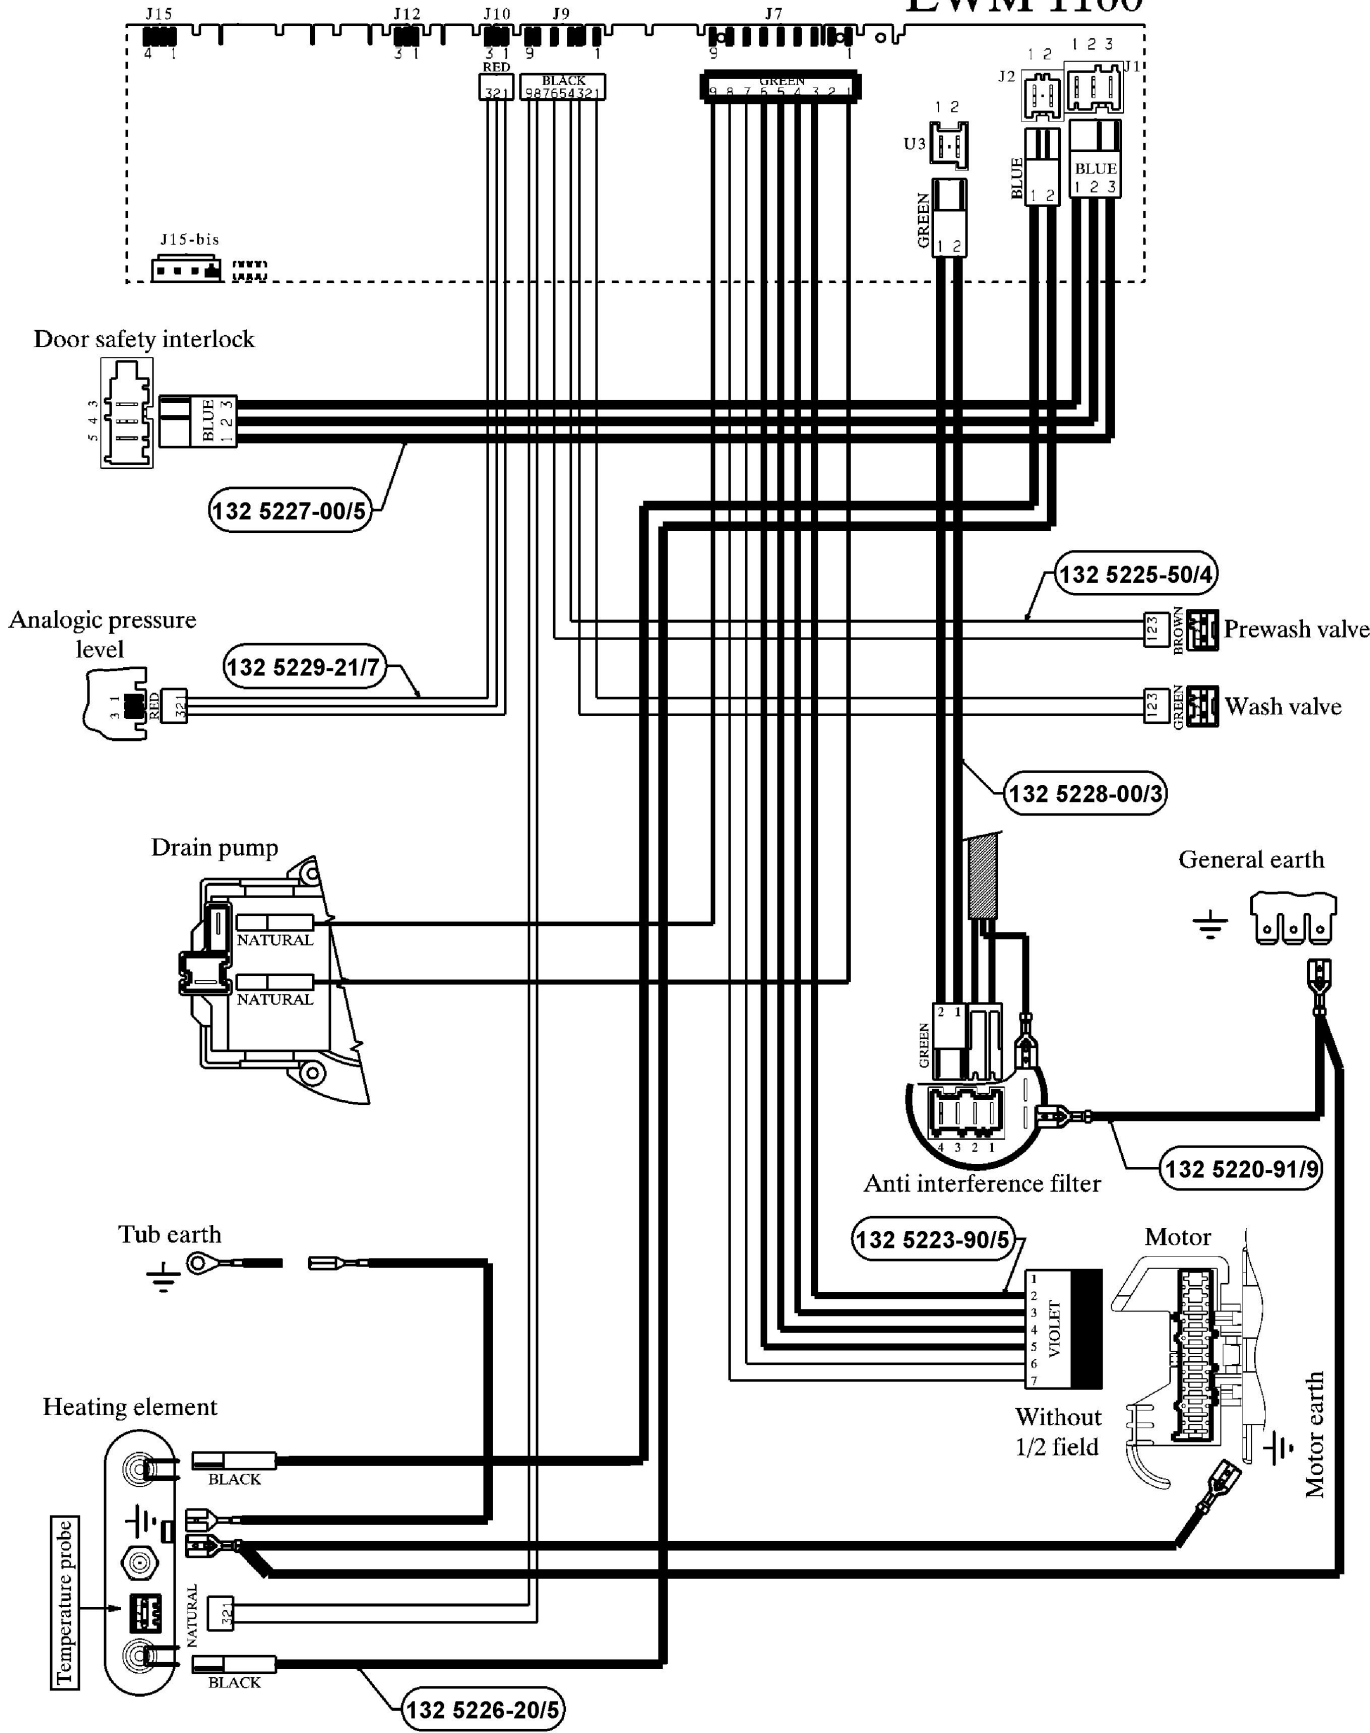 EWM 1100
J15 J12 J10 J9 J7
4 1 3 1 3 1 9 1 9 1
1 2 3
1 2
J2 J1
RED BLACK GREEN
321 987654321 9 8 7 6 5 4 3 2 1
1 2
U3
BLUE
BLUE
1 2 3
1 2
GREEN
1 2
J15-bis
Door safety interlock
3 4 5
BLUE
1 2 3
132 5227-00/5
132 5225-50/4
Analogic pressure
level
123
BROWN
Prewash valve
132 5229-21/7
3 1
RED
321
123
GREEN
Wash valve
132 5228-00/3
Drain pump
General earth
NATURAL
NATURAL
2 1
GREEN
4 3 2 1
132 5220-91/9
Anti interference filter
Tub earth
132 5223-90/5
Motor
1
2
3
4
5
6
7
VIOLET
Heating element
Without
1/2 field
Motor earth
BLACK
Temperature probe
NATURAL
321
BLACK
132 5226-20/5